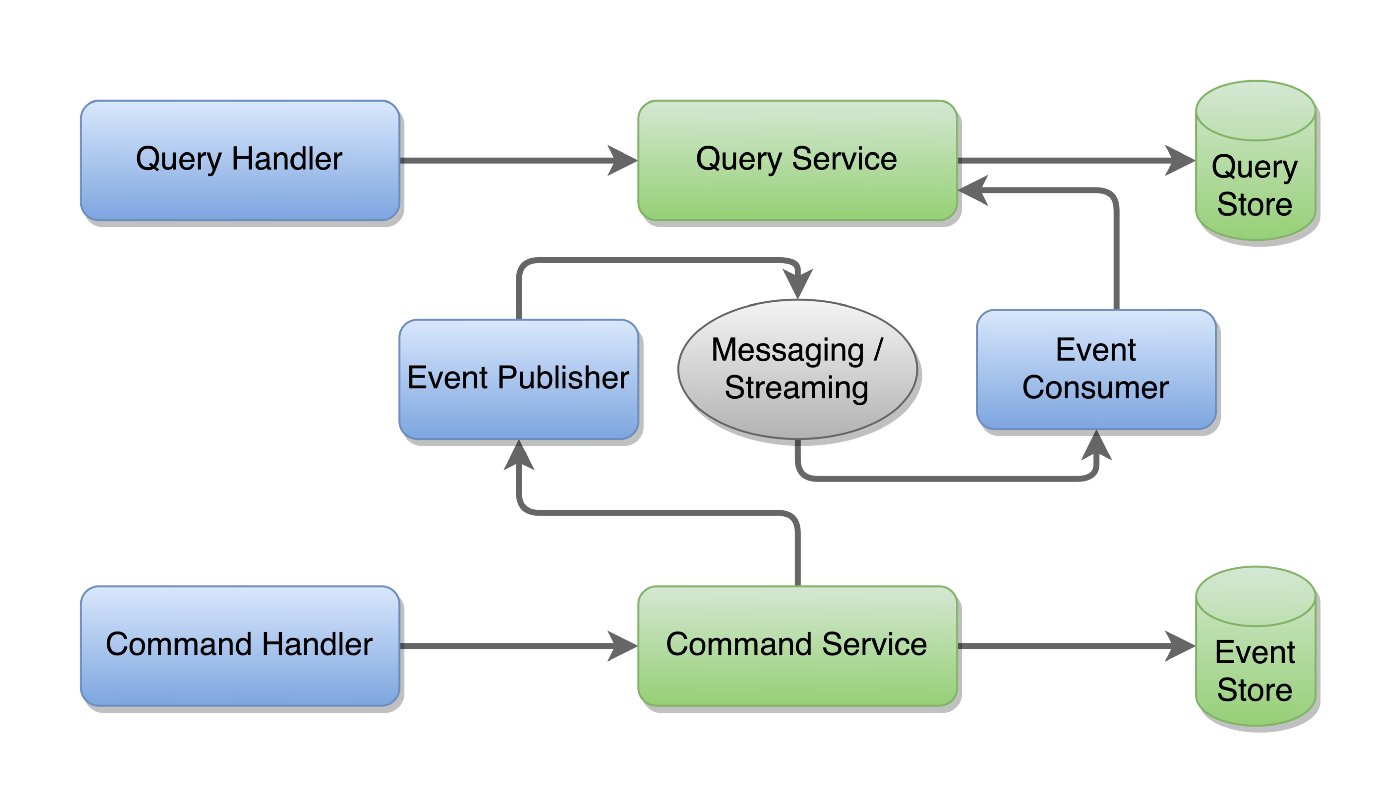 Query Handler
Query Service
Query
Store
Event Publisher
Messaging /
Streaming
Event
Consumer
Command Handler
Command Service
Event
Store